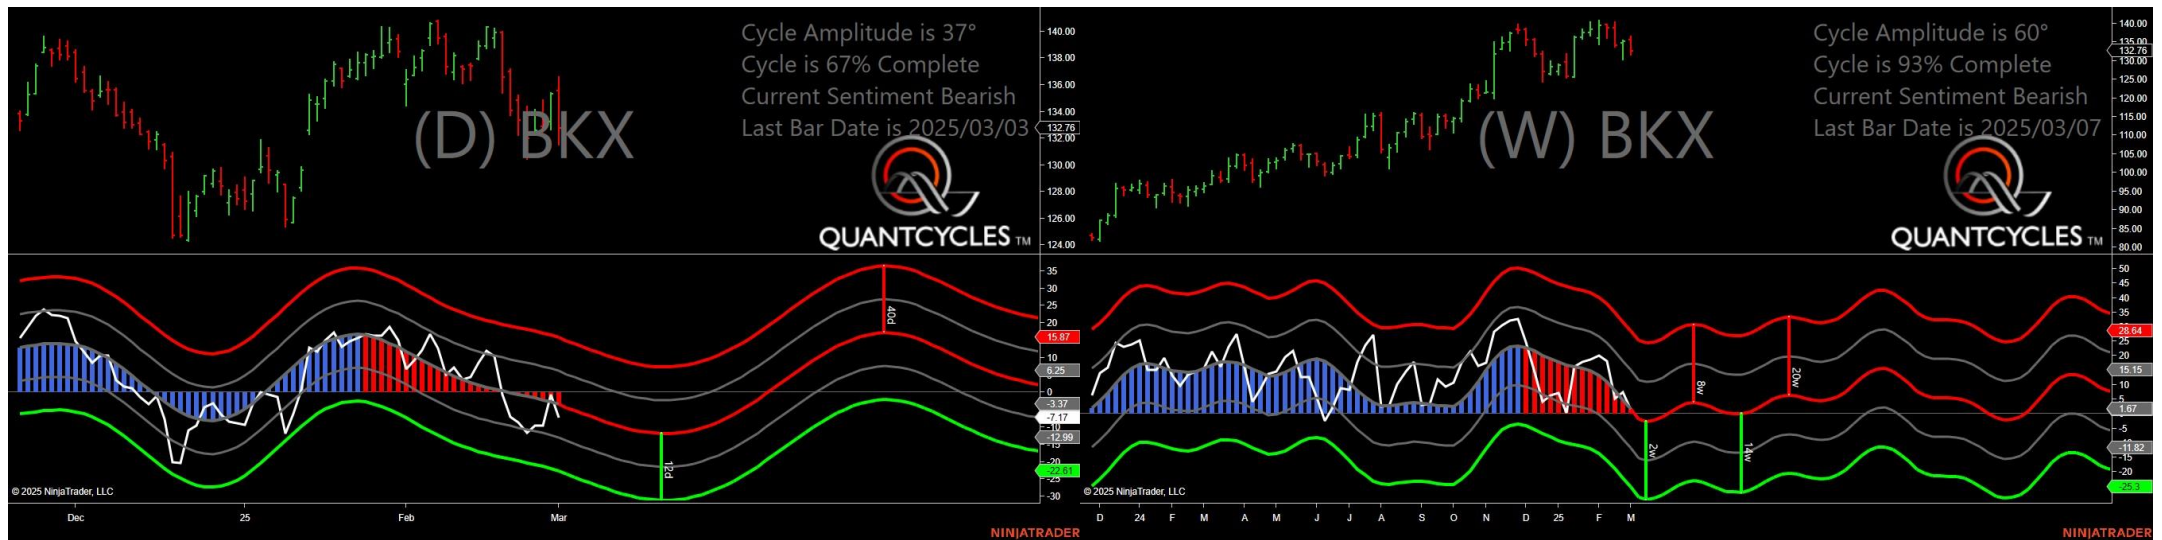 Cycle Amplitude is 37°
Cycle is 67% Complete
Current Sentiment Bearish
Last Bar Date is 2025/03/03
(D) BKX
QUANTCYCLES TM
140.00
138.00
136.00
134.00
132.76
132.00
130.00
128.00
126.00
124.00
35
30
25
20
15.87
10
6.25
0
-3.37
-7.17
-10
-12.99
-15
-20
-22.61
-25
-30
40d
12d
© 2025 NinjaTrader, LLC
Dec 25 Feb Mar
NINJATRADER
Cycle Amplitude is 60°
Cycle is 93% Complete
Current Sentiment Bearish
Last Bar Date is 2025/03/07
(W) BKX
QUANTCYCLES TM
140.00
135.00
132.76
130.00
125.00
120.00
115.00
110.00
105.00
100.00
95.00
90.00
85.00
80.00
50
45
40
35
28.64
25
20
15.15
10
5
1.67
-5
-11.82
-15
-20
-25.3
8w
20w
2w
14w
© 2025 NinjaTrader, LLC
D 24 F M A M J J A S O N D 25 F M
NINJATRADER